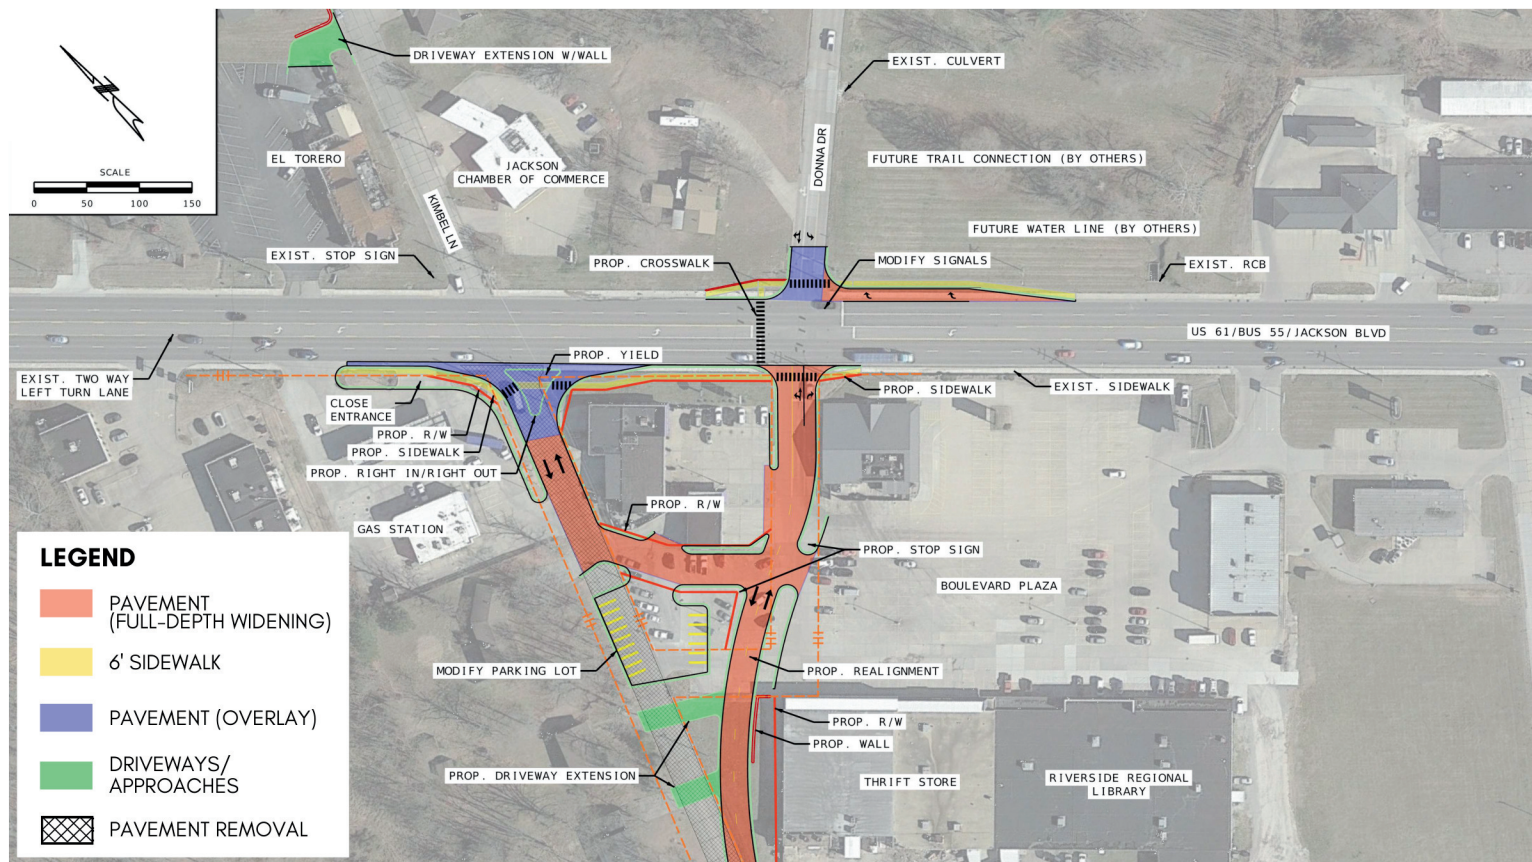 DRIVEWAY EXTENSION W/WALL
EXIST. CULVERT
SCALE
0 50 100 150
EL TORERO
JACKSON
CHAMBER OF COMMERCE
KIMBEL LN
DONNA DR
FUTURE TRAIL CONNECTION (BY OTHERS)
FUTURE WATER LINE (BY OTHERS)
EXIST. STOP SIGN
PROP. CROSSWALK
MODIFY SIGNALS
EXIST. RCB
US 61/BUS 55/JACKSON BLVD
EXIST. TWO WAY
LEFT TURN LANE
PROP. YIELD
CLOSE
ENTRANCE
PROP. SIDEWALK
EXIST. SIDEWALK
PROP. R/W
PROP. SIDEWALK
PROP. RIGHT IN/RIGHT OUT
PROP. R/W
GAS STATION
PROP. STOP SIGN
BOULEVARD PLAZA
MODIFY PARKING LOT
PROP. REALIGNMENT
PROP. R/W
PROP. WALL
PROP. DRIVEWAY EXTENSION
THRIFT STORE
RIVERSIDE REGIONAL
LIBRARY
LEGEND
PAVEMENT
(FULL-DEPTH WIDENING)
6' SIDEWALK
PAVEMENT (OVERLAY)
DRIVEWAYS/
APPROACHES
PAVEMENT REMOVAL